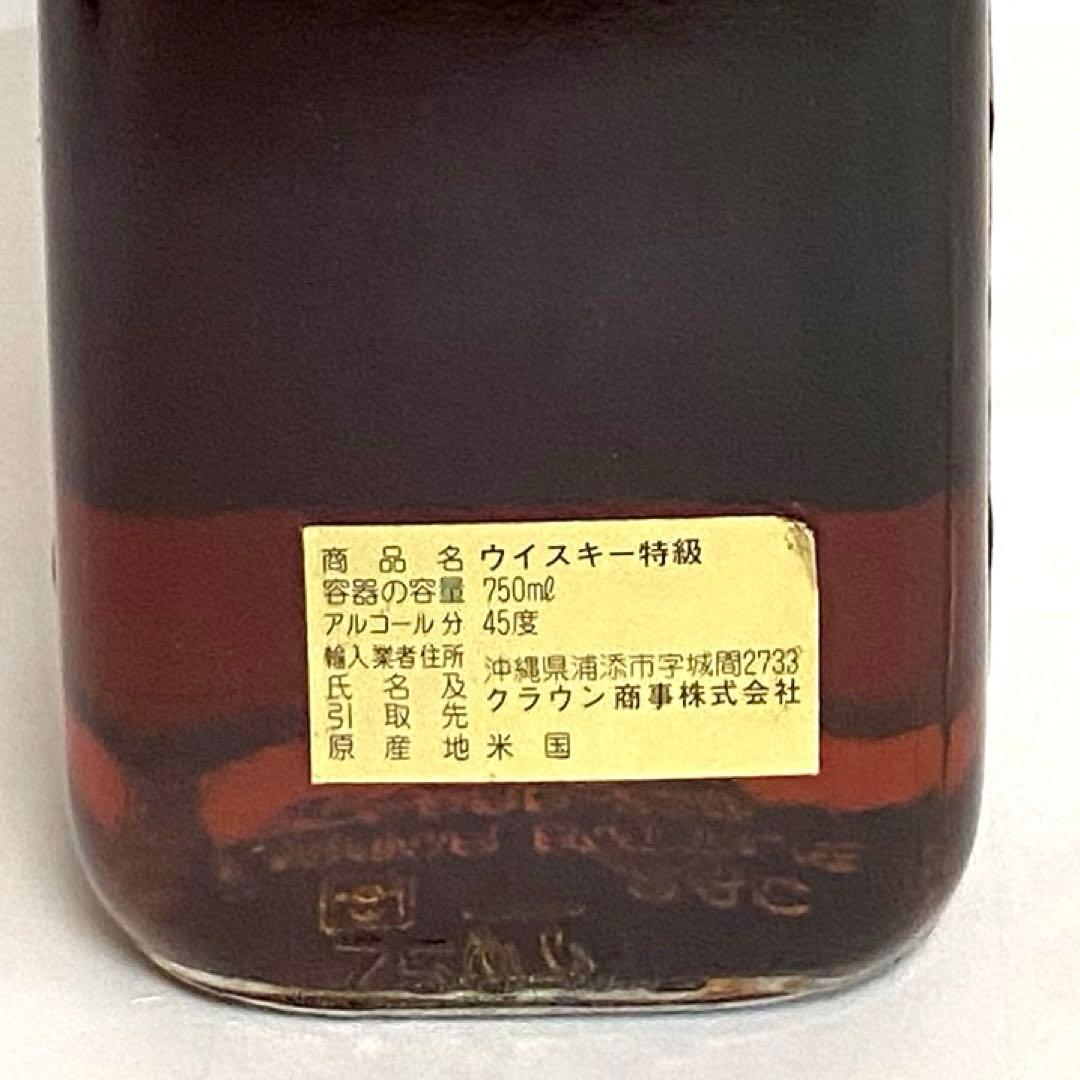 商品名 ウイスキー特級
容器の容量 750㎖
アルコール分 45度
輸入業者住所 沖縄県浦添市字城間2733
氏名及 クラウン商事株式会社
引取先
原産地 米国
750